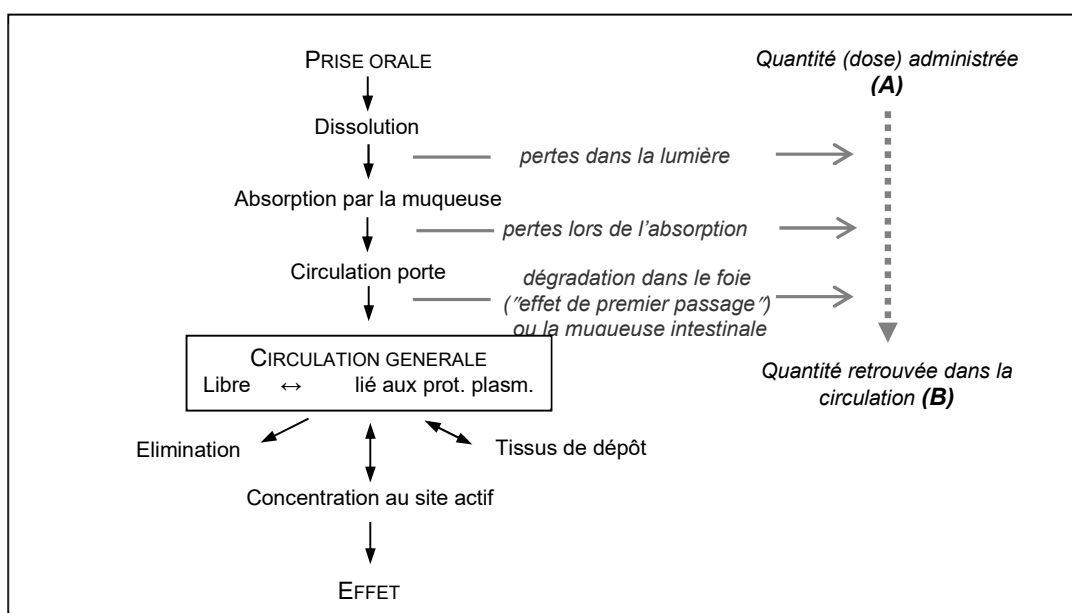 PRISE ORALE
Quantité (dose) administrée
(A)
Dissolution
pertes dans la lumière
Absorption par la muqueuse
pertes lors de l'absorption
Circulation porte
dégradation dans le foie
("effet de premier passage")
ou la muqueuse intestinale
CIRCULATION GENERALE
Libre ↔ lié aux prot. plasm.
Quantité retrouvée dans la
circulation (B)
Elimination
Tissus de dépôt
Concentration au site actif
EFFET